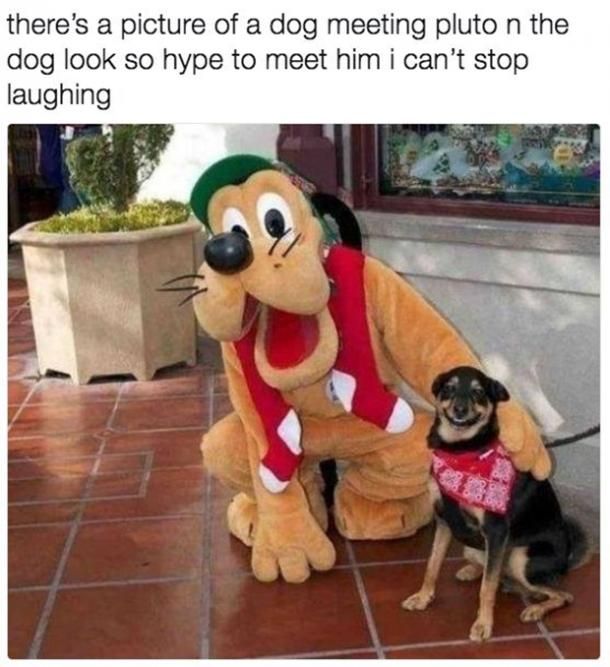 there's a picture of a dog meeting pluto n the
dog look so hype to meet him i can't stop
laughing